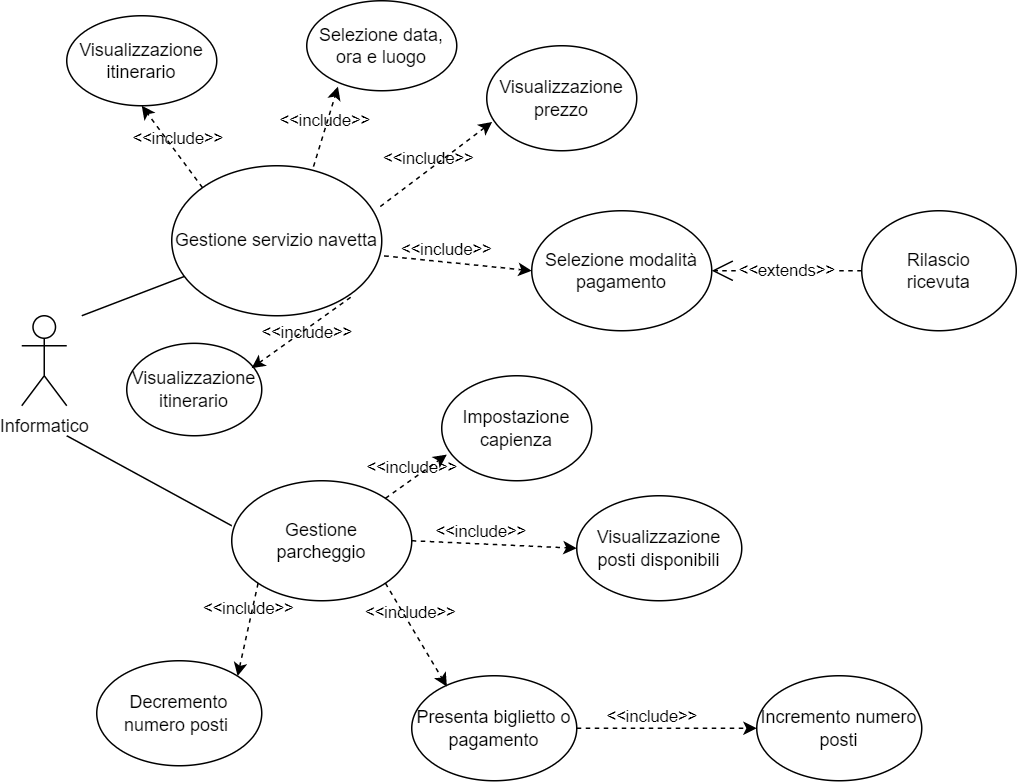 Visualizzazione
itinerario
Selezione data,
ora e luogo
Visualizzazione
prezzo
<<include>>
<<include>>
<<include>>
Gestione servizio navetta
<<include>>
Selezione modalità
pagamento
<<extends>>
Rilascio
ricevuta
<<include>>
Visualizzazione
itinerario
Informatico
Impostazione
capienza
<<include>>
Gestione
parcheggio
<<include>>
Visualizzazione
posti disponibili
<<include>>
<<include>>
Decremento
numero posti
Presenta biglietto o
pagamento
<<include>>
Incremento numero
posti